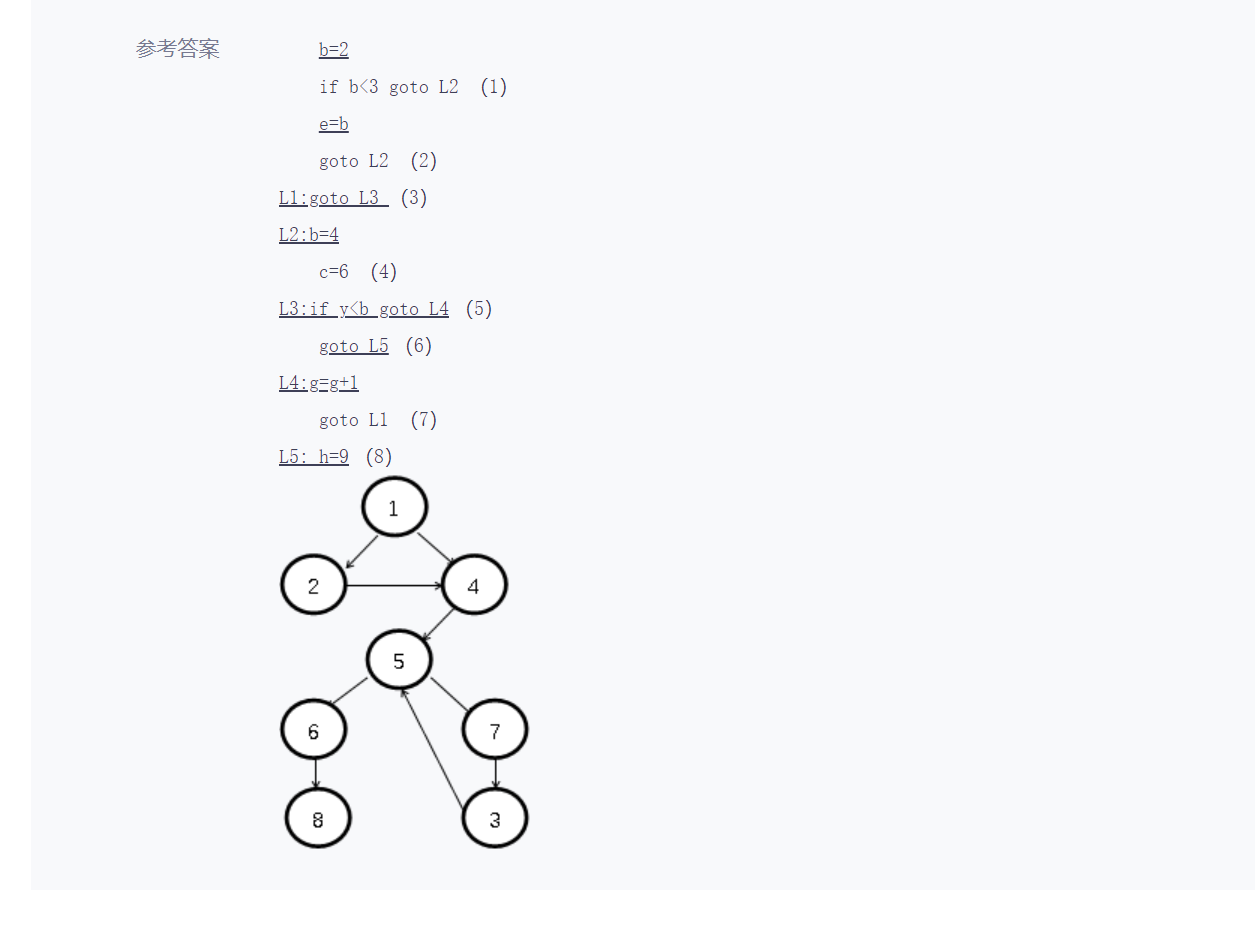 参考答案
b=2
if b<3 goto L2 (1)
e=b
goto L2 (2)
L1:goto L3 (3)
L2:b=4
c=6 (4)
L3:if y<b goto L4 (5)
goto L5 (6)
L4:g=g+1
goto L1 (7)
L5: h=9 (8)
1
2
4
5
6
7
8
3